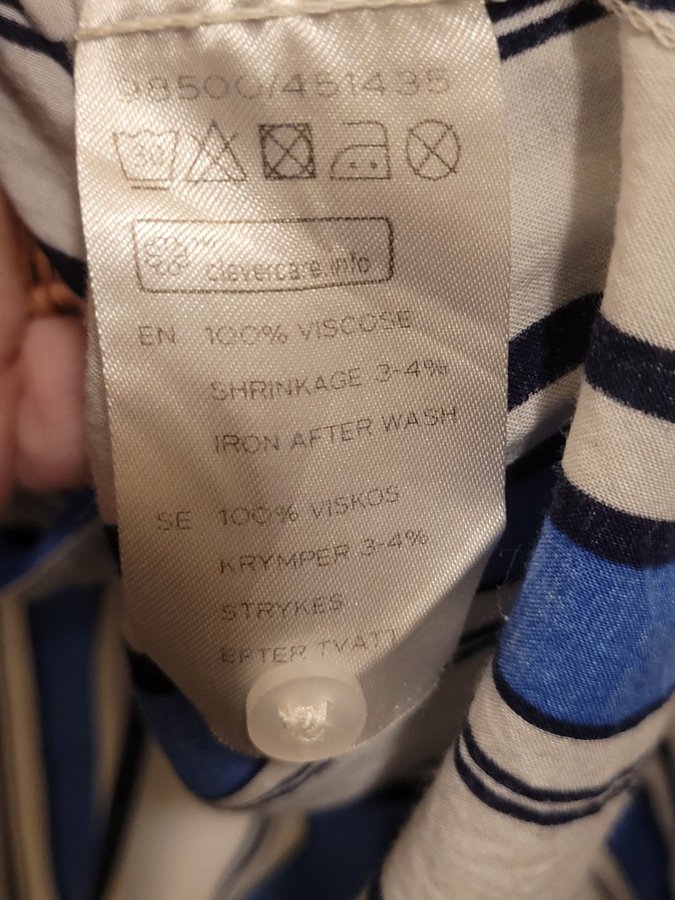 98500/451435
30
clevercare.info
EN 100% VISCOSE
SHRINKAGE 3-4%
IRON AFTER WASH
SE 100% VISKOS
KRYMPER 3-4%
STRYKES
EFTER TVÄTT